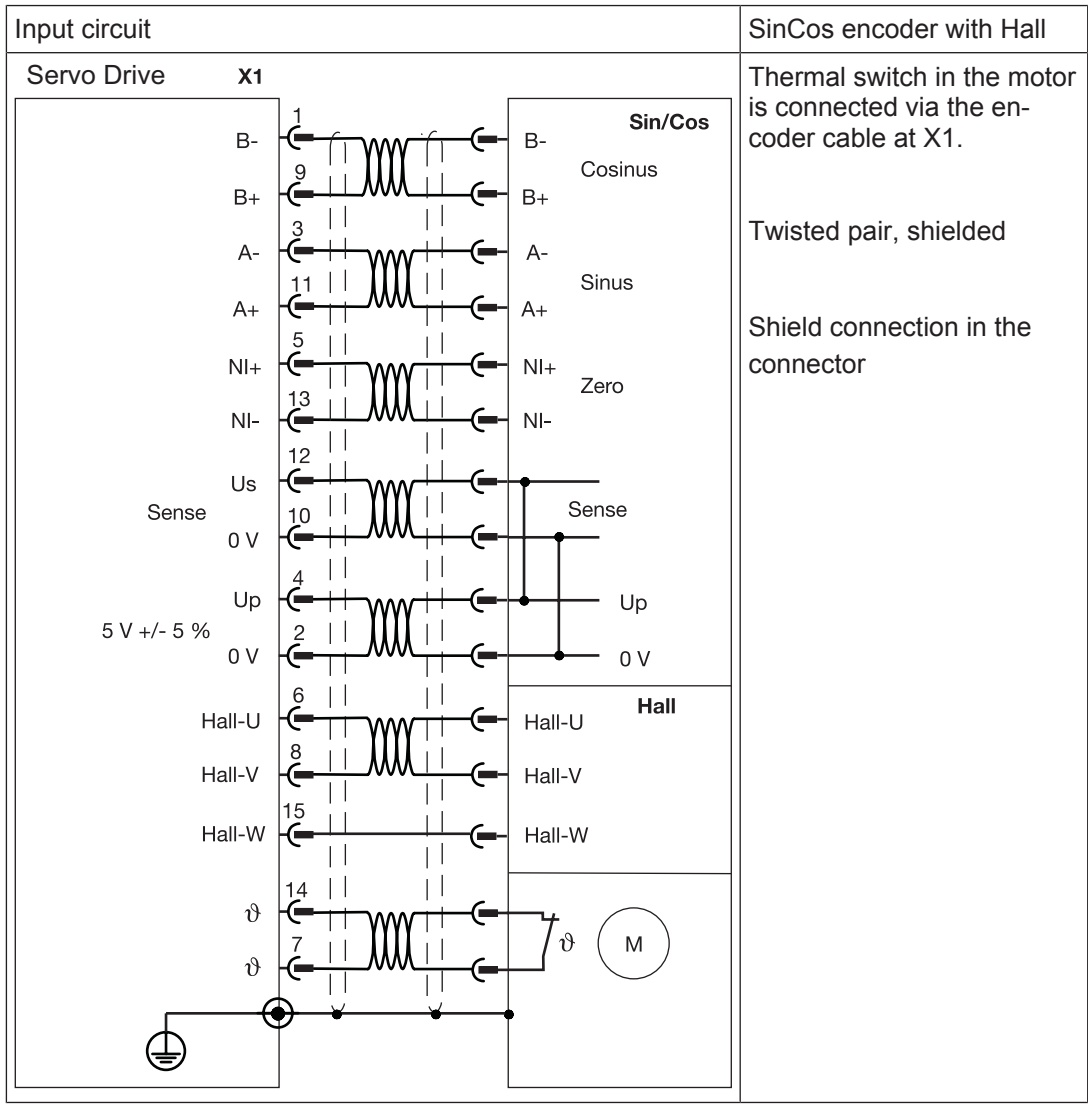 Input circuit
SinCos encoder with Hall
Servo Drive X1
Thermal switch in the motor
is connected via the en-
coder cable at X1.
Twisted pair, shielded
Shield connection in the
connector
Sin/Cos
B- 1 B-
Cosinus
B+ 9 B+
A- 3 A-
Sinus
A+ 11 A+
NI+ 5 NI+
Zero
NI- 13 NI-
Us 12
Sense Sense
0 V 10
Up 4 Up
5 V +/- 5 %
0 V 2 0 V
Hall
Hall-U 6 Hall-U
Hall-V 8 Hall-V
Hall-W 15 Hall-W
ϑ 14
ϑ M
ϑ 7